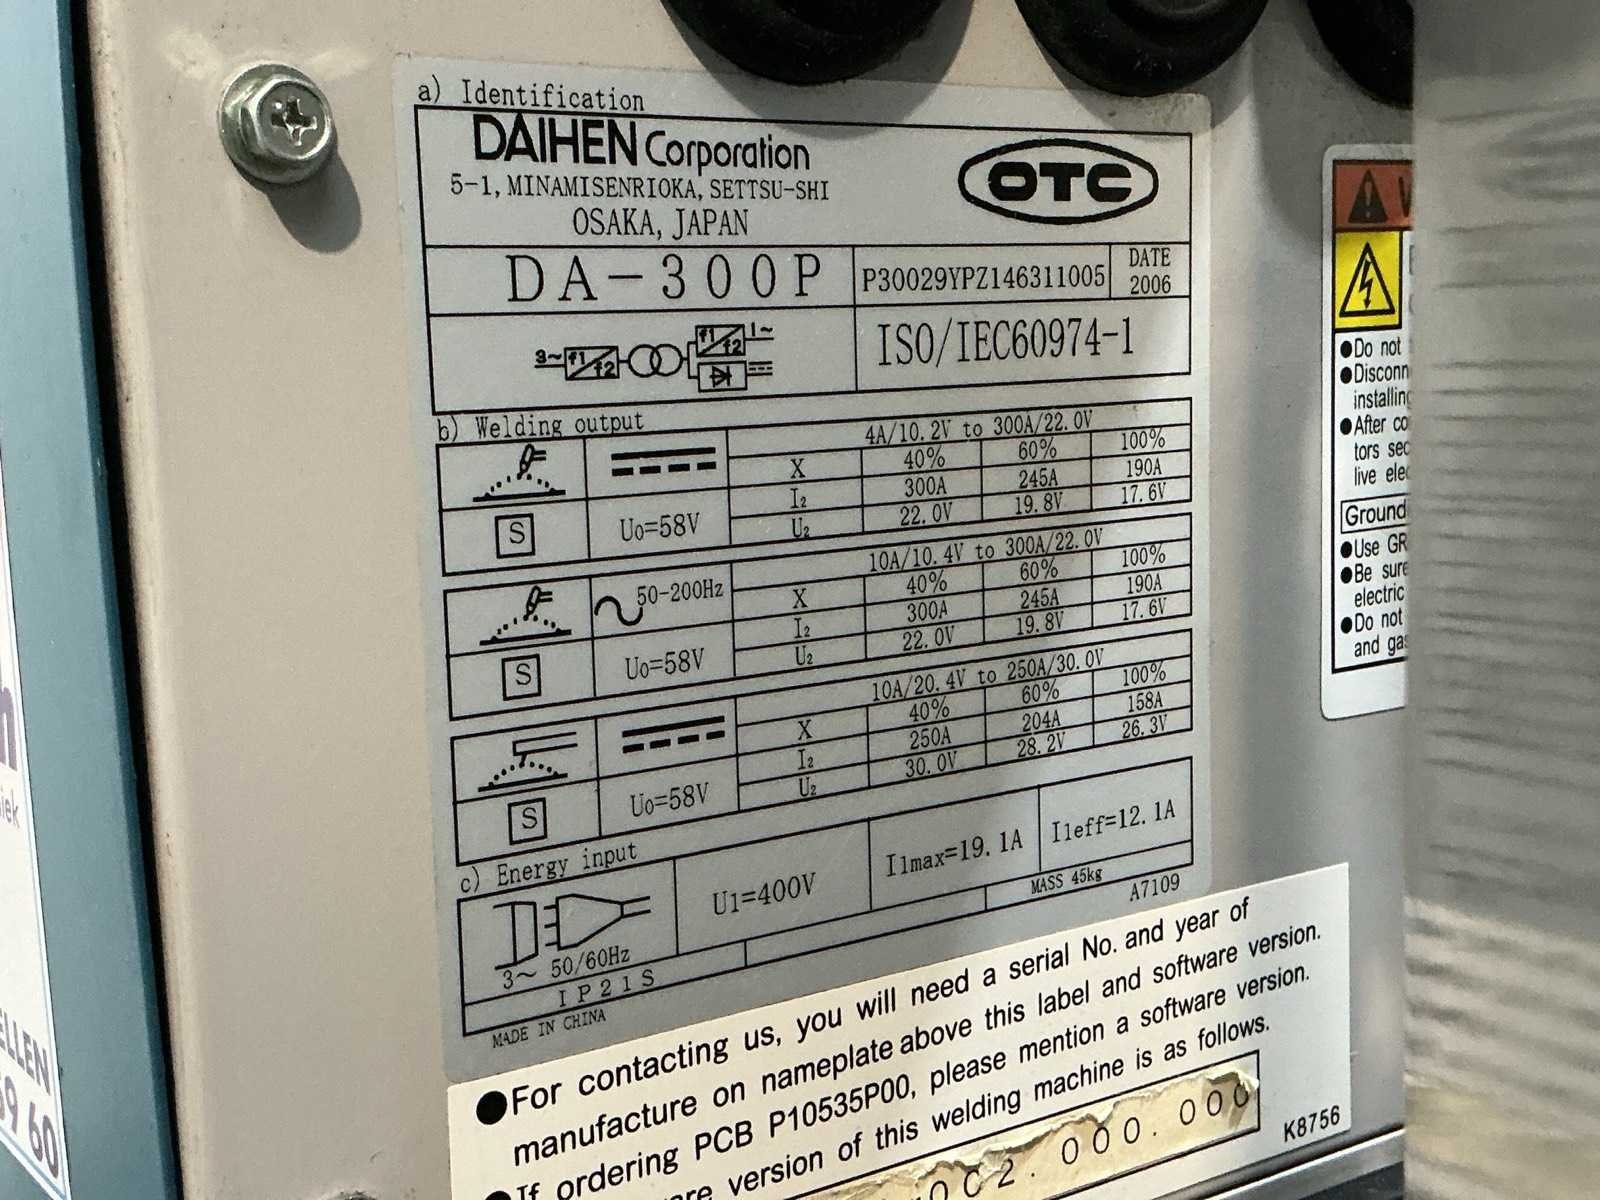 a) Identification
DAIHEN Corporation
5-1, MINAMISENRIOKA, SETTSU-SHI
OSAKA, JAPAN
OTC
DA-300P
P30029YPZ146311005
DATE
2006
3~ f1 f2 f1 f2 1~
ISO/IEC60974-1
b) Welding output
4A/10.2V to 300A/22.0V
X 40% 60% 100%
I2 300A 245A 190A
U2 22.0V 19.8V 17.6V
S U0=58V
10A/10.4V to 300A/22.0V
50-200Hz
X 40% 60% 100%
I2 300A 245A 190A
U2 22.0V 19.8V 17.6V
S U0=58V
10A/20.4V to 250A/30.0V
X 40% 60% 100%
I2 250A 204A 158A
U2 30.0V 28.2V 26.3V
S U0=58V
c) Energy input
3~ 50/60Hz
U1=400V
I1max=19.1A
I1eff=12.1A
IP21S
MASS 45kg
MADE IN CHINA
A7109
●For contacting us, you will need a serial No. and year of
manufacture on nameplate above this label and software version.
●If ordering PCB P10535P00, please mention a software version.
version of this welding machine is as follows.
002.000.000
K8756
W
●Do not
●Disconn
installing
●After co
tors sec
live elec
Ground
●Use GR
●Be sure
electric
●Do not
and gas
iek
ELLEN
59 60